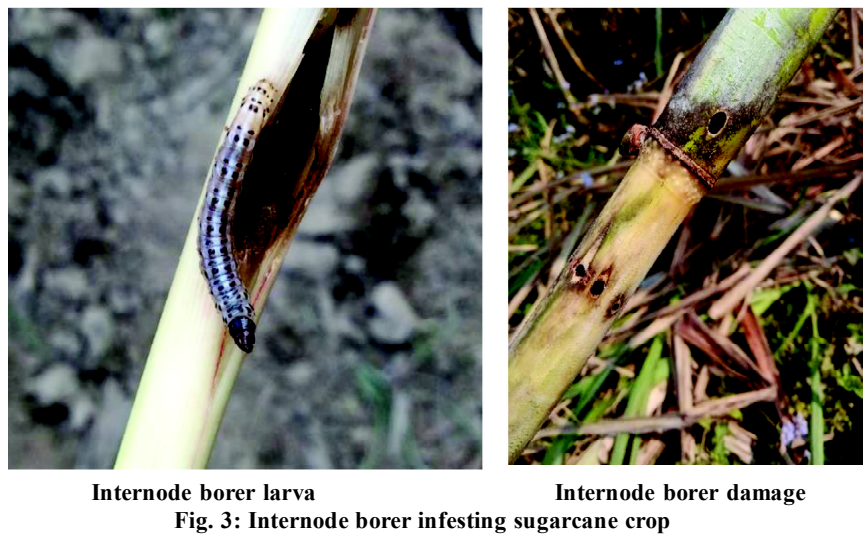 Internode borer larva
Internode borer damage
Fig. 3: Internode borer infesting sugarcane crop